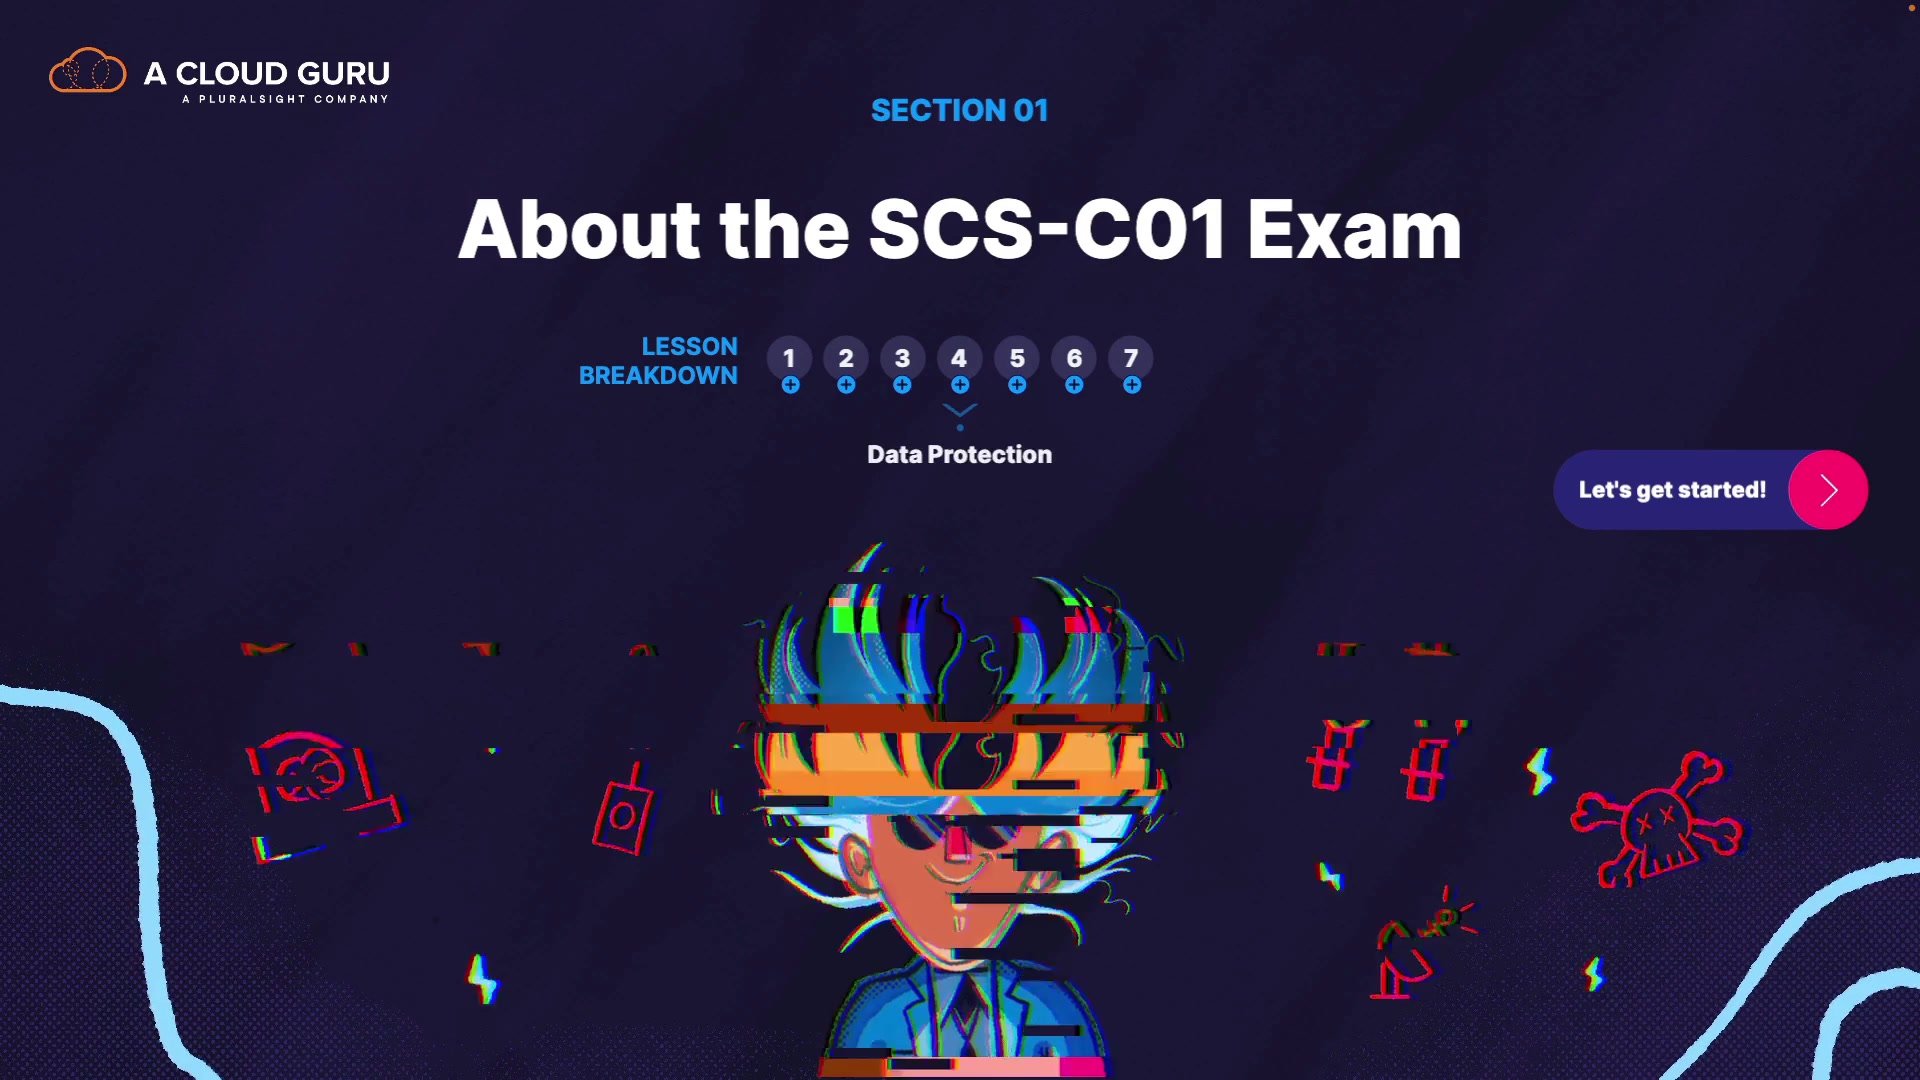 A CLOUD GURU
A PLURALSIGHT COMPANY
SECTION 01
About the SCS-C01 Exam
LESSON
BREAKDOWN
1 2 3 4 5 6 7
Data Protection
Let's get started!